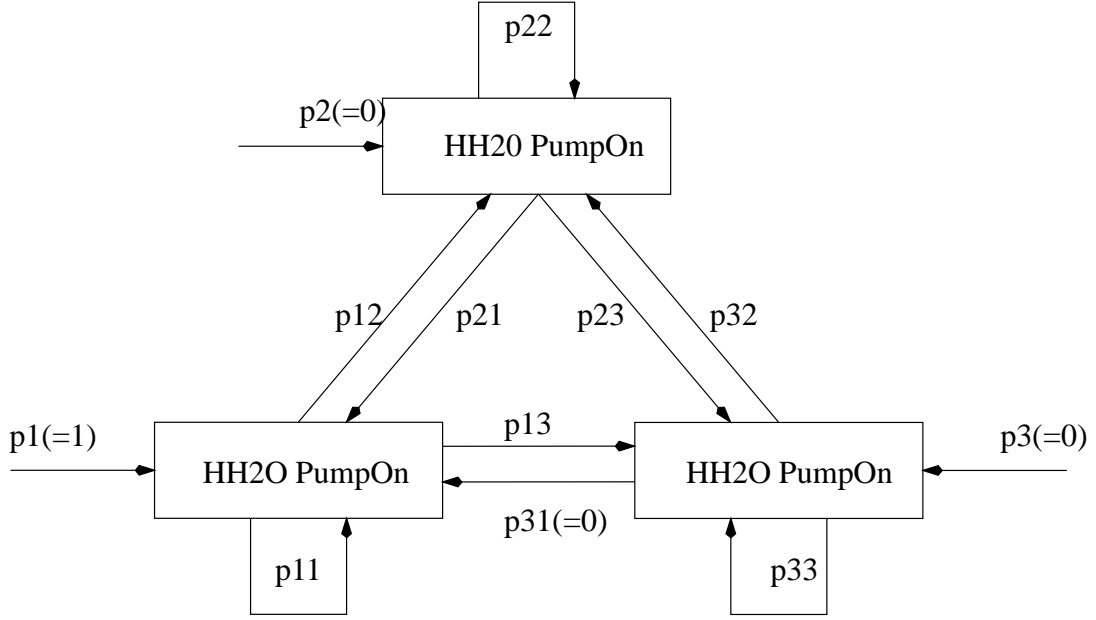 p22
p2(=0)
HH20 PumpOn
p12
p21
p23
p32
p1(=1)
p13
p3(=0)
HH2O PumpOn
HH2O PumpOn
p31(=0)
p11
p33